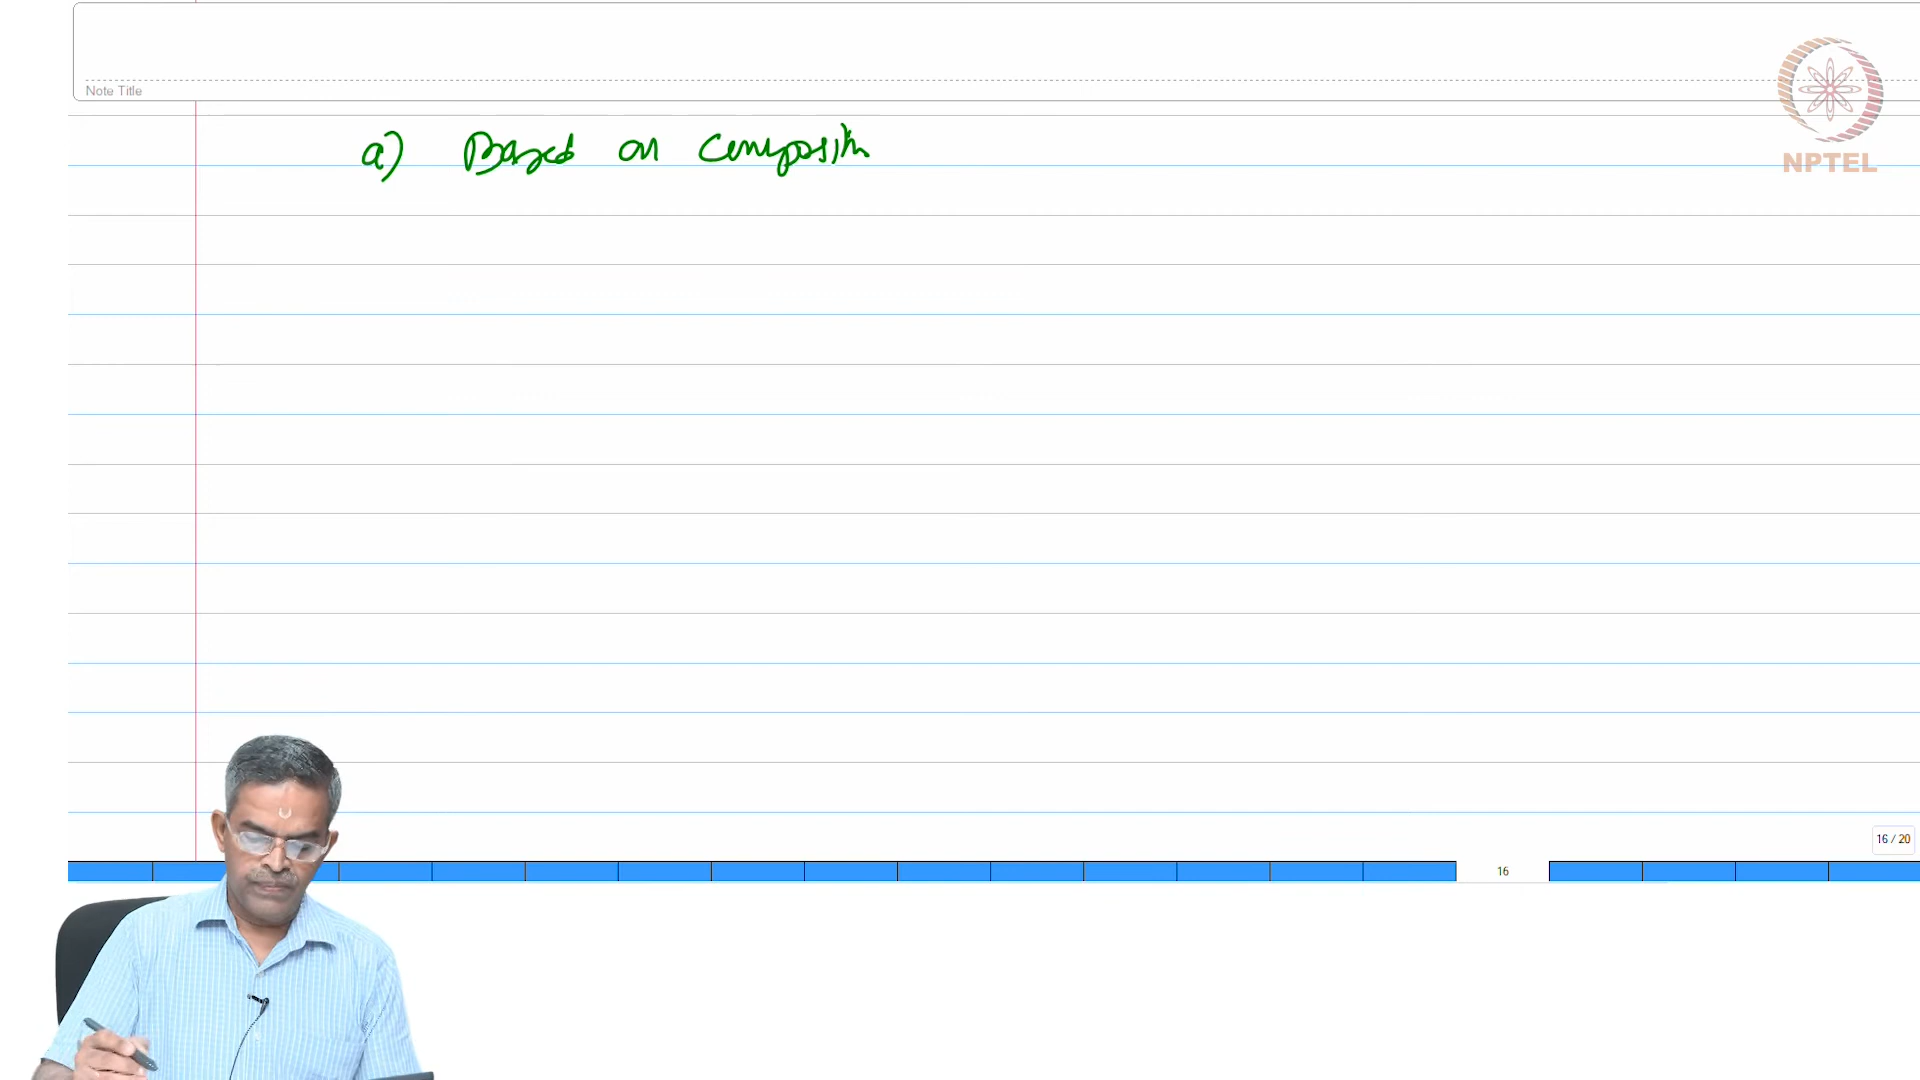 Note Title
NPTEL
a) Based on Composition
16 / 20
16